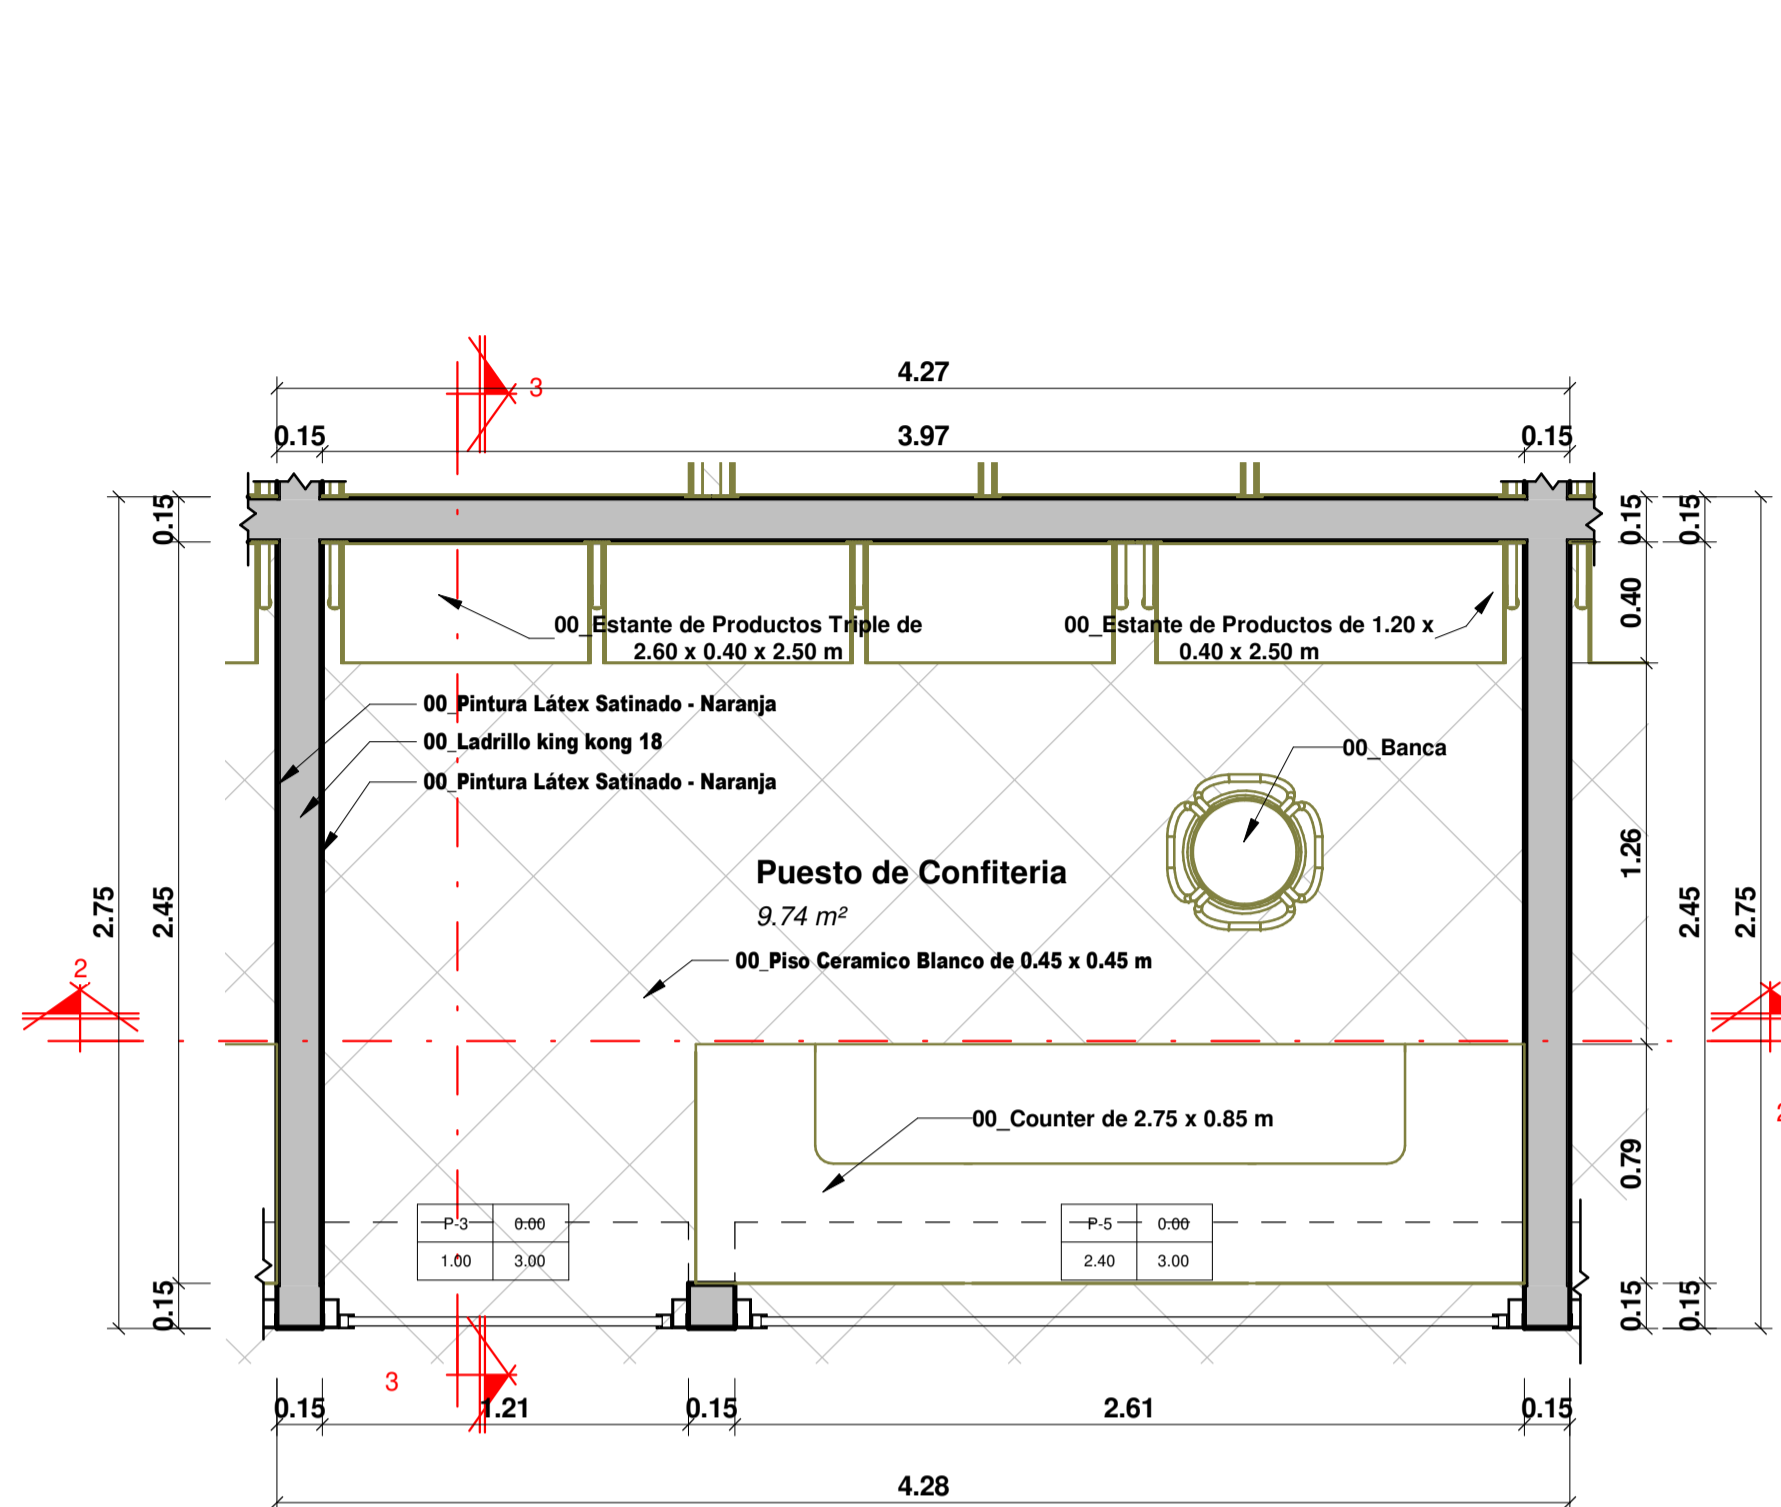 3
4.27
0.15
3.97
0.15
0.15
0.15
0.15
0.40
00_Estante de Productos Triple de
2.60 x 0.40 x 2.50 m
00_Estante de Productos de 1.20 x
0.40 x 2.50 m
00_Pintura Látex Satinado - Naranja
00_Ladrillo king kong 18
00_Pintura Látex Satinado - Naranja
00_Banca
1.26
Puesto de Confiteria
9.74 m²
2.75
2.45
2.45
2.75
00_Piso Ceramico Blanco de 0.45 x 0.45 m
2
2
00_Counter de 2.75 x 0.85 m
0.79
P-3
0.00
1.00
3.00
P-5
0.00
2.40
3.00
0.15
0.15
0.15
3
0.15
1.21
0.15
2.61
0.15
4.28